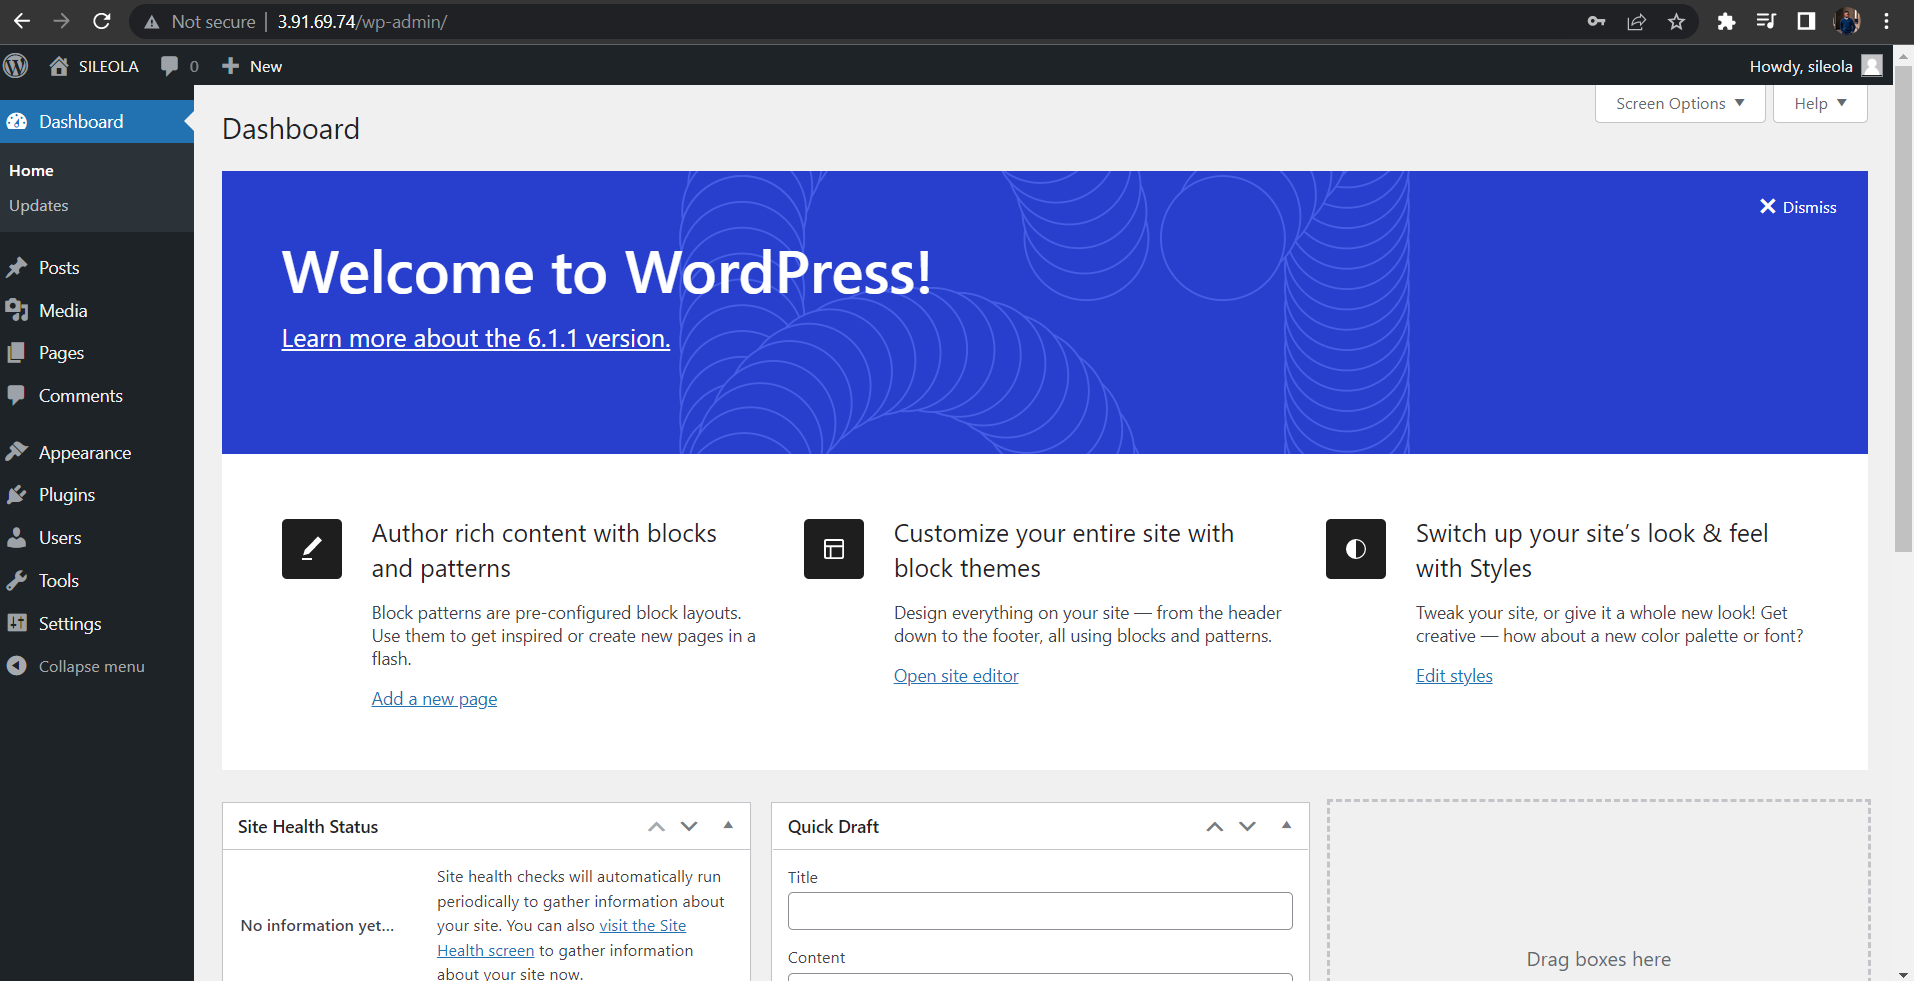 Not secure | 3.91.69.74/wp-admin/
SILEOLA 0 New Howdy, sileola
Screen Options Help
Dashboard
Home
Updates
Posts
Media
Pages
Comments
Appearance
Plugins
Users
Tools
Settings
Collapse menu
Dashboard
Dismiss
Welcome to WordPress!
Learn more about the 6.1.1 version.
Author rich content with blocks
and patterns
Block patterns are pre-configured block layouts.
Use them to get inspired or create new pages in a
flash.
Add a new page
Customize your entire site with
block themes
Design everything on your site — from the header
down to the footer, all using blocks and patterns.
Open site editor
Switch up your site’s look & feel
with Styles
Tweak your site, or give it a whole new look! Get
creative — how about a new color palette or font?
Edit styles
Site Health Status
No information yet...
Site health checks will automatically run
periodically to gather information about
your site. You can also visit the Site
Health screen to gather information
about your site now.
Quick Draft
Title
Content
Drag boxes here